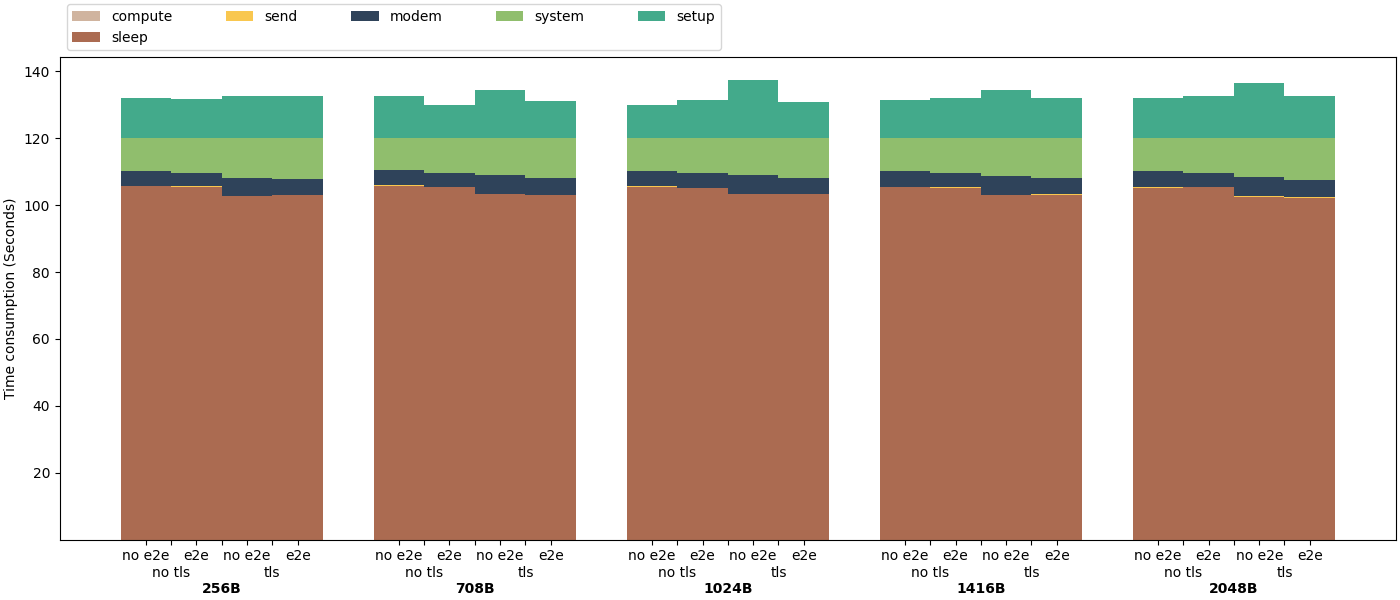 compute send modem system setup
sleep
140
120
100
80
60
40
20
Time consumption (Seconds)
no e2e e2e no e2e e2e no e2e e2e no e2e e2e no e2e e2e no e2e e2e no e2e e2e no e2e e2e no e2e e2e no e2e e2e
no tls tls no tls tls no tls tls no tls tls no tls tls
256B 708B 1024B 1416B 2048B